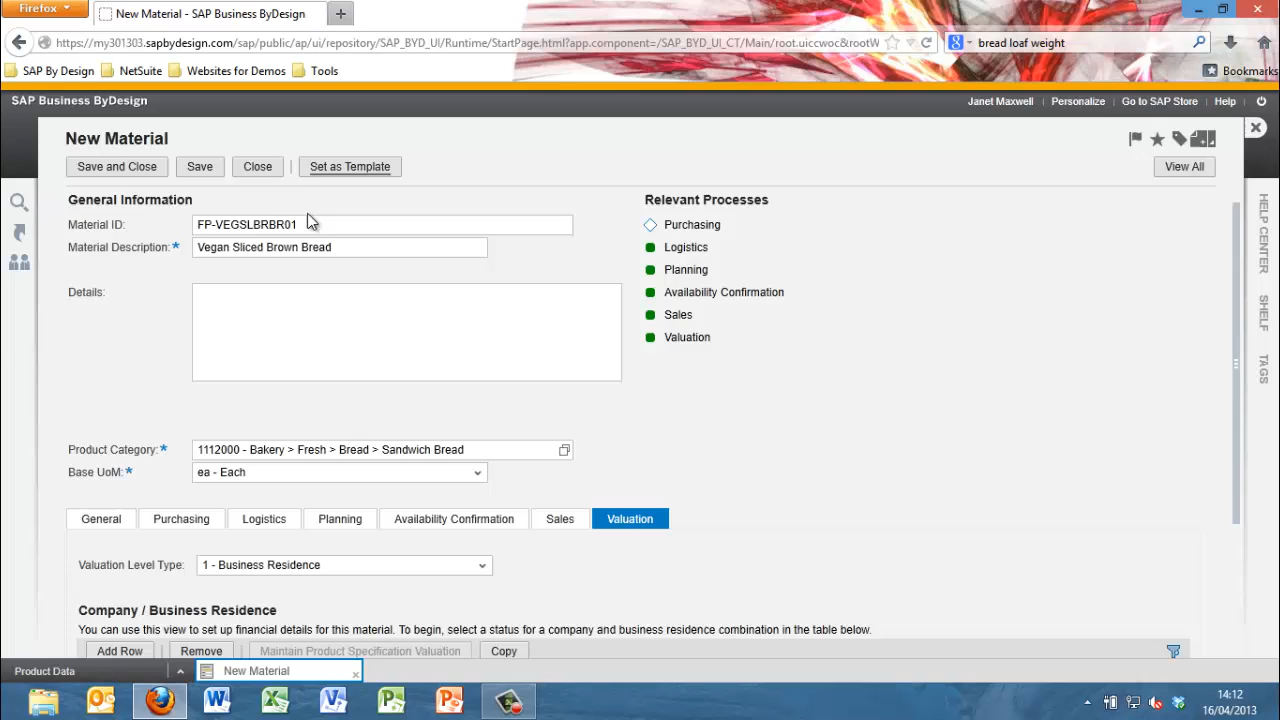 Firefox
New Material - SAP Business ByDesign
https://my301303.sapbydesign.com/sap/public/ap/ui/repository/SAP_BYD_UI/Runtime/StartPage.html?app.component=/SAP_BYD_UI_CT/Main/root.uiccwoc&rootW
bread loaf weight
SAP By Design
NetSuite
Websites for Demos
Tools
Bookmarks
SAP Business ByDesign
Janet Maxwell
Personalize
Go to SAP Store
Help
New Material
Save and Close
Save
Close
Set as Template
View All
General Information
Material ID:
FP-VEGSLBRBR01
Material Description:*
Vegan Sliced Brown Bread
Details:
Product Category:*
1112000 - Bakery > Fresh > Bread > Sandwich Bread
Base UoM:*
ea - Each
Relevant Processes
Purchasing
Logistics
Planning
Availability Confirmation
Sales
Valuation
HELP CENTER
SHELF
TAGS
General
Purchasing
Logistics
Planning
Availability Confirmation
Sales
Valuation
Valuation Level Type:
1 - Business Residence
Company / Business Residence
You can use this view to set up financial details for this material. To begin, select a status for a company and business residence combination in the table below.
Add Row
Remove
Maintain Product Specification Valuation
Copy
Product Data
New Material
14:12
16/04/2013